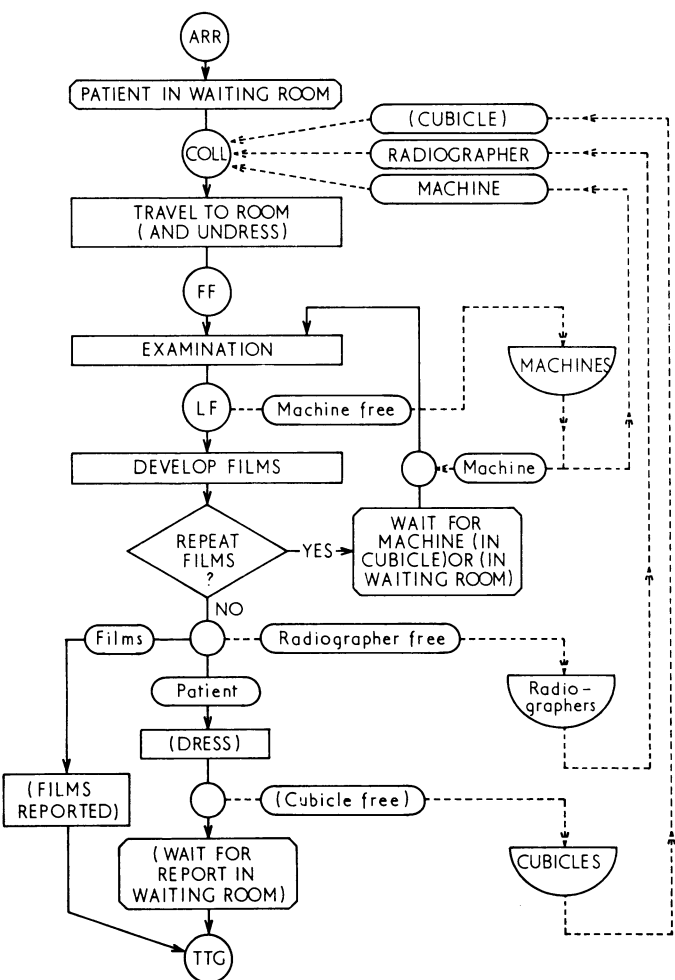 ARR
PATIENT IN WAITING ROOM
(CUBICLE)
COLL
RADIOGRAPHER
MACHINE
TRAVEL TO ROOM
(AND UNDRESS)
FF
EXAMINATION
MACHINES
LF
Machine free
DEVELOP FILMS
Machine
REPEAT
FILMS
?
YES
WAIT FOR
MACHINE (IN
CUBICLE)OR (IN
WAITING ROOM)
NO
Films
Radiographer free
Patient
Radio-
graphers
(DRESS)
(FILMS
REPORTED)
(Cubicle free)
(WAIT FOR
REPORT IN
WAITING ROOM)
CUBICLES
TTG